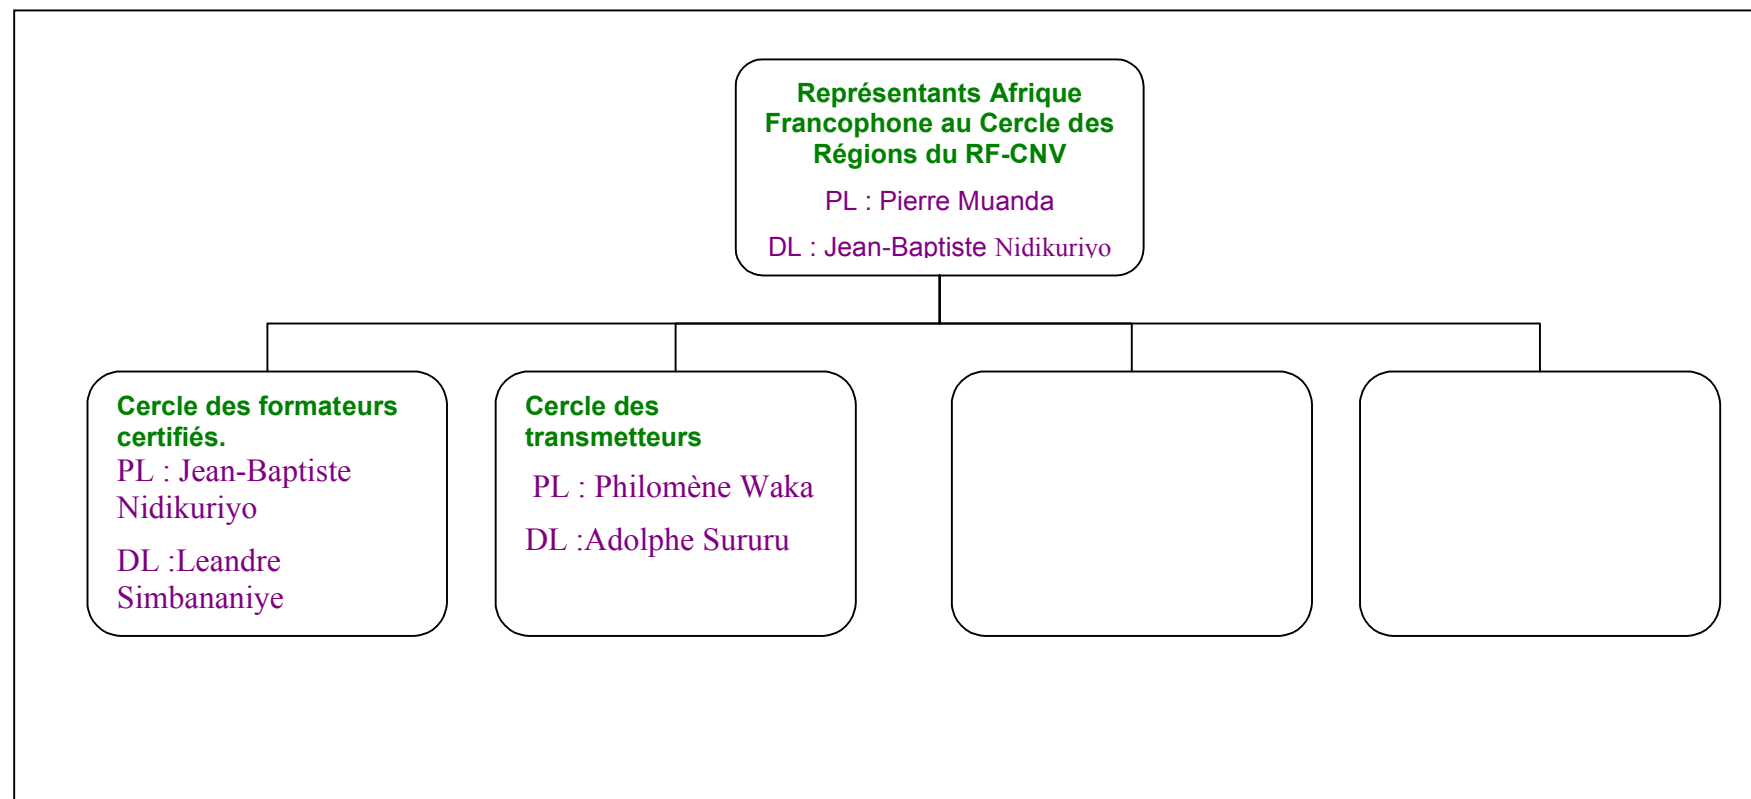 Représentants Afrique
Francophone au Cercle des
Régions du RF-CNV
PL : Pierre Muanda
DL : Jean-Baptiste Nidikuriyo
Cercle des formateurs
certifiés.
PL : Jean-Baptiste
Nidikuriyo
DL :Leandre
Simbananiye
Cercle des
transmetteurs
PL : Philomène Waka
DL :Adolphe Sururu